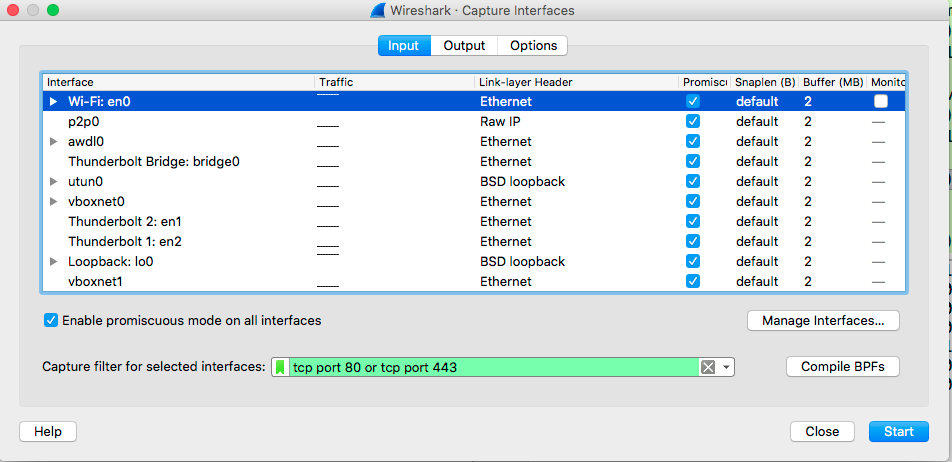 Wireshark · Capture Interfaces
Input Output Options
Interface Traffic Link-layer Header Promisc Snaplen (B) Buffer (MB) Monito
Wi-Fi: en0 Ethernet default 2
p2p0 Raw IP default 2 —
awdl0 Ethernet default 2 —
Thunderbolt Bridge: bridge0 Ethernet default 2 —
utun0 BSD loopback default 2 —
vboxnet0 Ethernet default 2 —
Thunderbolt 2: en1 Ethernet default 2 —
Thunderbolt 1: en2 Ethernet default 2 —
Loopback: lo0 BSD loopback default 2 —
vboxnet1 Ethernet default 2 —
Enable promiscuous mode on all interfaces Manage Interfaces...
Capture filter for selected interfaces: tcp port 80 or tcp port 443 Compile BPFs
Help Close Start